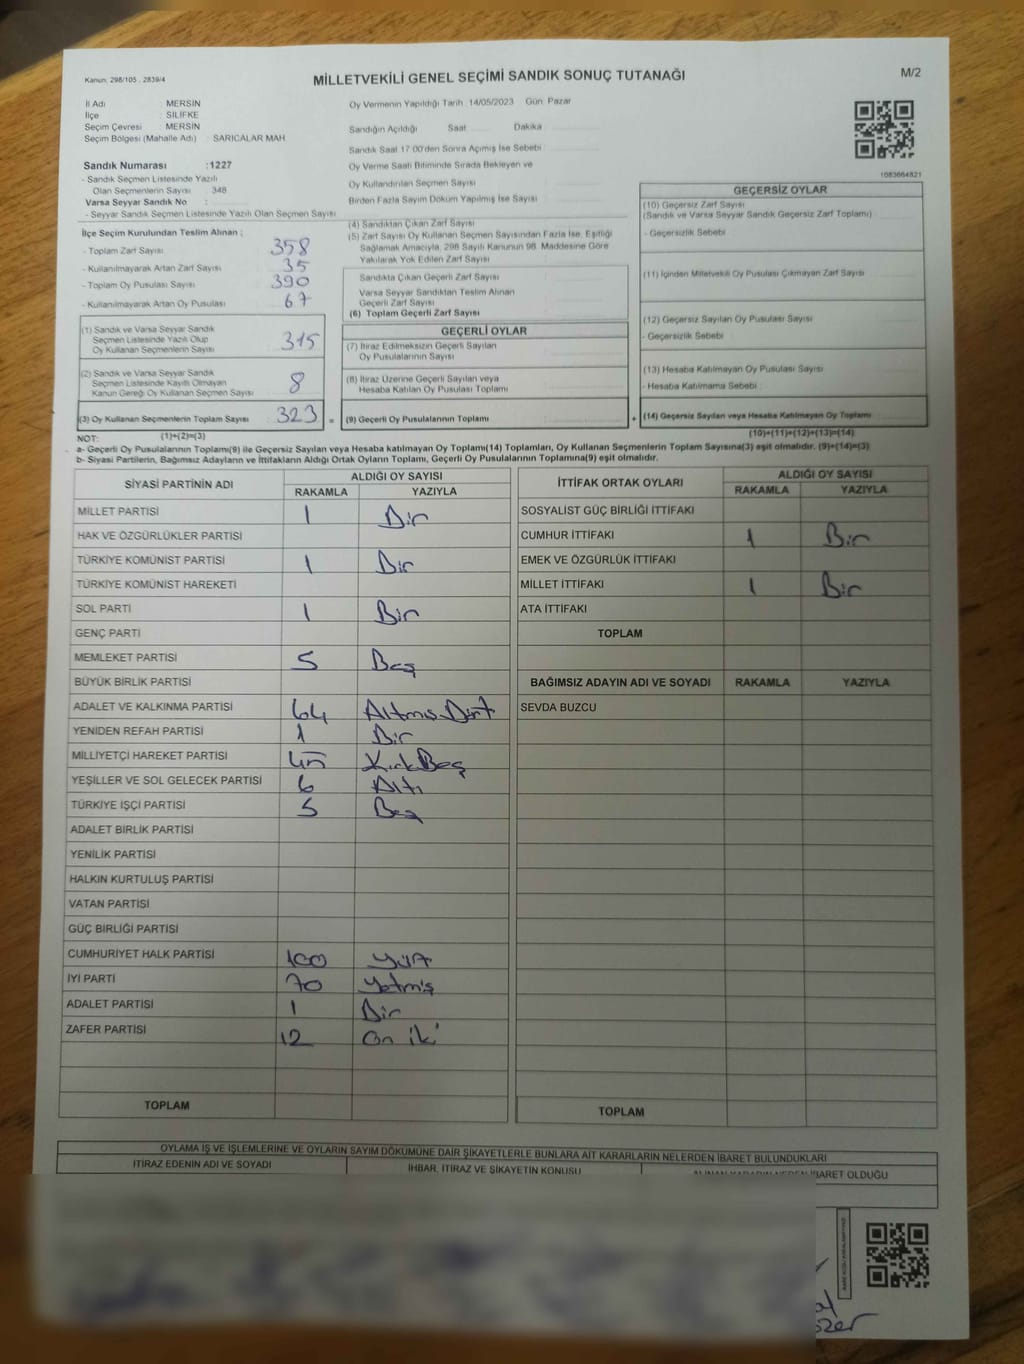 Kanun. 298/105 , 2839/4
MİLLETVEKİLİ GENEL SEÇİMİ SANDIK SONUÇ TUTANAĞI
M/2
İl Adı : MERSİN
İlçe : SİLİFKE
Seçim Çevresi : MERSİN
Seçim Bölgesi (Mahalle Adı) : SARICALAR MAH
Sandık Numarası :1227
- Sandık Seçmen Listesinde Yazılı
Olan Seçmenlerin Sayısı : 348
Varsa Seyyar Sandık No :
- Seyyar Sandık Seçmen Listesinde Yazılı Olan Seçmen Sayısı
Oy Vermenin Yapıldığı Tarih 14/05/2023 Gün: Pazar
Sandığın Açıldığı Saat Dakika
Sandık Saat 17.00'den Sonra Açmış İse Sebebi
Oy Verme Saati Bitiminde Sırada Bekleyen ve
Oy Kullandırılan Seçmen Sayısı
Birden Fazla Sayım Döküm Yapılmış İse Sayısı
1083664821
İlçe Seçim Kurulundan Teslim Alınan ;
- Toplam Zarf Sayısı 358
- Kullanılmayarak Artan Zarf Sayısı 35
- Toplam Oy Pusulası Sayısı 390
- Kullanılmayarak Artan Oy Pusulası 67
(1) Sandık ve Varsa Seyyar Sandık
Seçmen Listesinde Yazılı Olup
Oy Kullanan Seçmenlerin Sayısı 315
(2) Sandık ve Varsa Seyyar Sandık
Seçmen Listesinde Kayıtlı Olmayan
Kanun Gereği Oy Kullanan Seçmen Sayısı 8
(3) Oy Kullanan Seçmenlerin Toplam Sayısı 323 =
(1)+(2)=(3)
(4) Sandıktan Çıkan Zarf Sayısı
(5) Zarf Sayısı Oy Kullanan Seçmen Sayısından Fazla İse, Eşitliği
Sağlamak Amacıyla, 298 Sayılı Kanunun 98. Maddesine Göre
Yakılarak Yok Edilen Zarf Sayısı
Sandıkta Çıkan Geçerli Zarf Sayısı
Varsa Seyyar Sandıktan Teslim Alınan
Geçerli Zarf Sayısı
(6) Toplam Geçerli Zarf Sayısı
GEÇERLİ OYLAR
(7) İtiraz Edilmeksizin Geçerli Sayılan
Oy Pusulalarının Sayısı
(8) İtiraz Üzerine Geçerli Sayılan veya
Hesaba Katılan Oy Pusulası Toplamı
(9) Geçerli Oy Pusulalarının Toplamı +
GEÇERSİZ OYLAR
(10) Geçersiz Zarf Sayısı
(Sandık ve Varsa Seyyar Sandık Geçersiz Zarf Toplamı)
- Geçersizlik Sebebi
(11) İçinden Milletvekili Oy Pusulası Çıkmayan Zarf Sayısı
(12) Geçersiz Sayılan Oy Pusulası Sayısı
- Geçersizlik Sebebi
(13) Hesaba Katılmayan Oy Pusulası Sayısı
- Hesaba Katılmama Sebebi
(14) Geçersiz Sayılan veya Hesaba Katılmayan Oy Toplamı
(10)+(11)+(12)+(13)=(14)
NOT:
a- Geçerli Oy Pusulalarının Toplamı(9) ile Geçersiz Sayılan veya Hesaba katılmayan Oy Toplamı(14) Toplamları, Oy Kullanan Seçmenlerin Toplam Sayısına(3) eşit olmalıdır. (9)+(14)=(3)
b- Siyasi Partilerin, Bağımsız Adayların ve İttifakların Aldığı Ortak Oyların Toplamı, Geçerli Oy Pusulalarının Toplamına(9) eşit olmalıdır.
SİYASİ PARTİNİN ADI ALDIĞI OY SAYISI
RAKAMLA YAZIYLA
MİLLET PARTİSİ 1 Bir
HAK VE ÖZGÜRLÜKLER PARTİSİ
TÜRKİYE KOMÜNİST PARTİSİ 1 Bir
TÜRKİYE KOMÜNİST HAREKETİ
SOL PARTİ 1 Bir
GENÇ PARTİ
MEMLEKET PARTİSİ 5 Beş
BÜYÜK BİRLİK PARTİSİ
ADALET VE KALKINMA PARTİSİ 64 Altmış Dört
YENİDEN REFAH PARTİSİ 1 Bir
MİLLİYETÇİ HAREKET PARTİSİ 45 Kırk Beş
YEŞİLLER VE SOL GELECEK PARTİSİ 6 Altı
TÜRKİYE İŞÇİ PARTİSİ 5 Beş
ADALET BİRLİK PARTİSİ
YENİLİK PARTİSİ
HALKIN KURTULUŞ PARTİSİ
VATAN PARTİSİ
GÜÇ BİRLİĞİ PARTİSİ
CUMHURİYET HALK PARTİSİ 100 Yüz
İYİ PARTİ 70 Yetmiş
ADALET PARTİSİ 1 Bir
ZAFER PARTİSİ 12 On iki
TOPLAM
İTTİFAK ORTAK OYLARI ALDIĞI OY SAYISI
RAKAMLA YAZIYLA
SOSYALİST GÜÇ BİRLİĞİ İTTİFAKI
CUMHUR İTTİFAKI 1 Bir
EMEK VE ÖZGÜRLÜK İTTİFAKI
MİLLET İTTİFAKI 1 Bir
ATA İTTİFAKI
TOPLAM
BAĞIMSIZ ADAYIN ADI VE SOYADI RAKAMLA YAZIYLA
SEVDA BUZCU
TOPLAM
OYLAMA İŞ VE İŞLEMLERİNE VE OYLARIN SAYIM DÖKÜMÜNE DAİR ŞİKAYETLERLE BUNLARA AİT KARARLARIN NELERDEN İBARET BULUNDUKLARI
İTİRAZ EDENİN ADI VE SOYADI İHBAR, İTİRAZ VE ŞİKAYETİN KONUSU ALINAN KARARIN NEDEN İBARET OLDUĞU